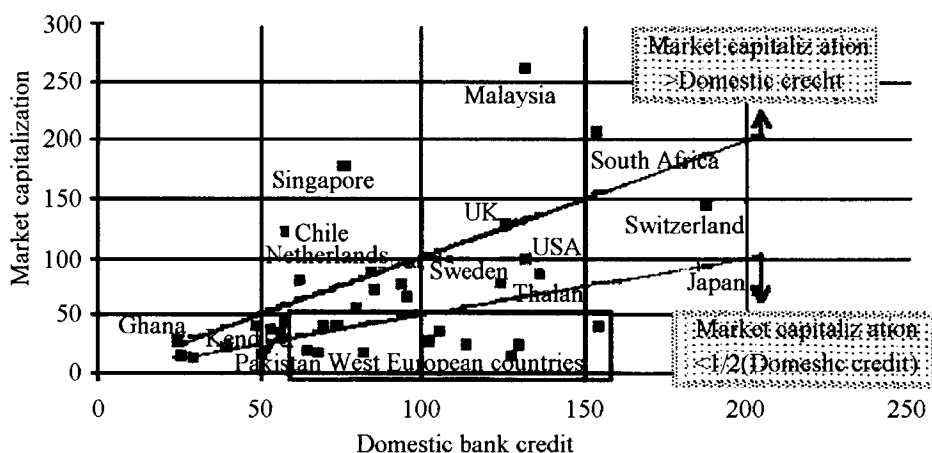 300
250
200
150
100
50
0
Market capitalization
Market capitaliz ation
>Domestic crecht
Malaysia
South Africa
Singapore
UK
Switzerland
Chile
USA
Netherlands
Sweden
Thalan
Japan
Ghana
Kend
Pakistan West European countries
Market capitaliz ation
<1/2(Domeshc credit)
0
50
100
150
200
250
Domestic bank credit